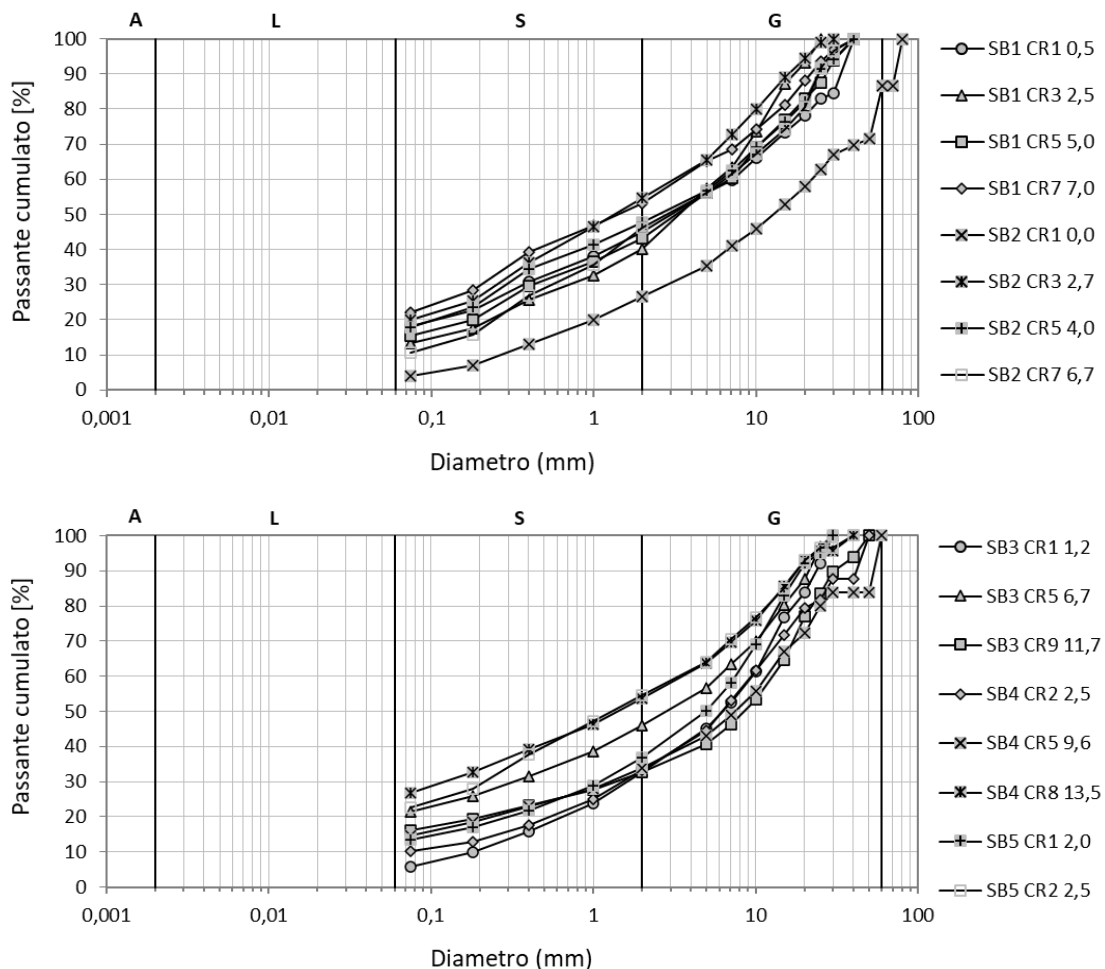 A L S G
Passante cumulato [%]
100
90
80
70
60
50
40
30
20
10
0
0,001 0,01 0,1 1 10 100
Diametro (mm)
SB1 CR1 0,5
SB1 CR3 2,5
SB1 CR5 5,0
SB1 CR7 7,0
SB2 CR1 0,0
SB2 CR3 2,7
SB2 CR5 4,0
SB2 CR7 6,7
A L S G
Passante cumulato [%]
100
90
80
70
60
50
40
30
20
10
0
0,001 0,01 0,1 1 10 100
Diametro (mm)
SB3 CR1 1,2
SB3 CR5 6,7
SB3 CR9 11,7
SB4 CR2 2,5
SB4 CR5 9,6
SB4 CR8 13,5
SB5 CR1 2,0
SB5 CR2 2,5